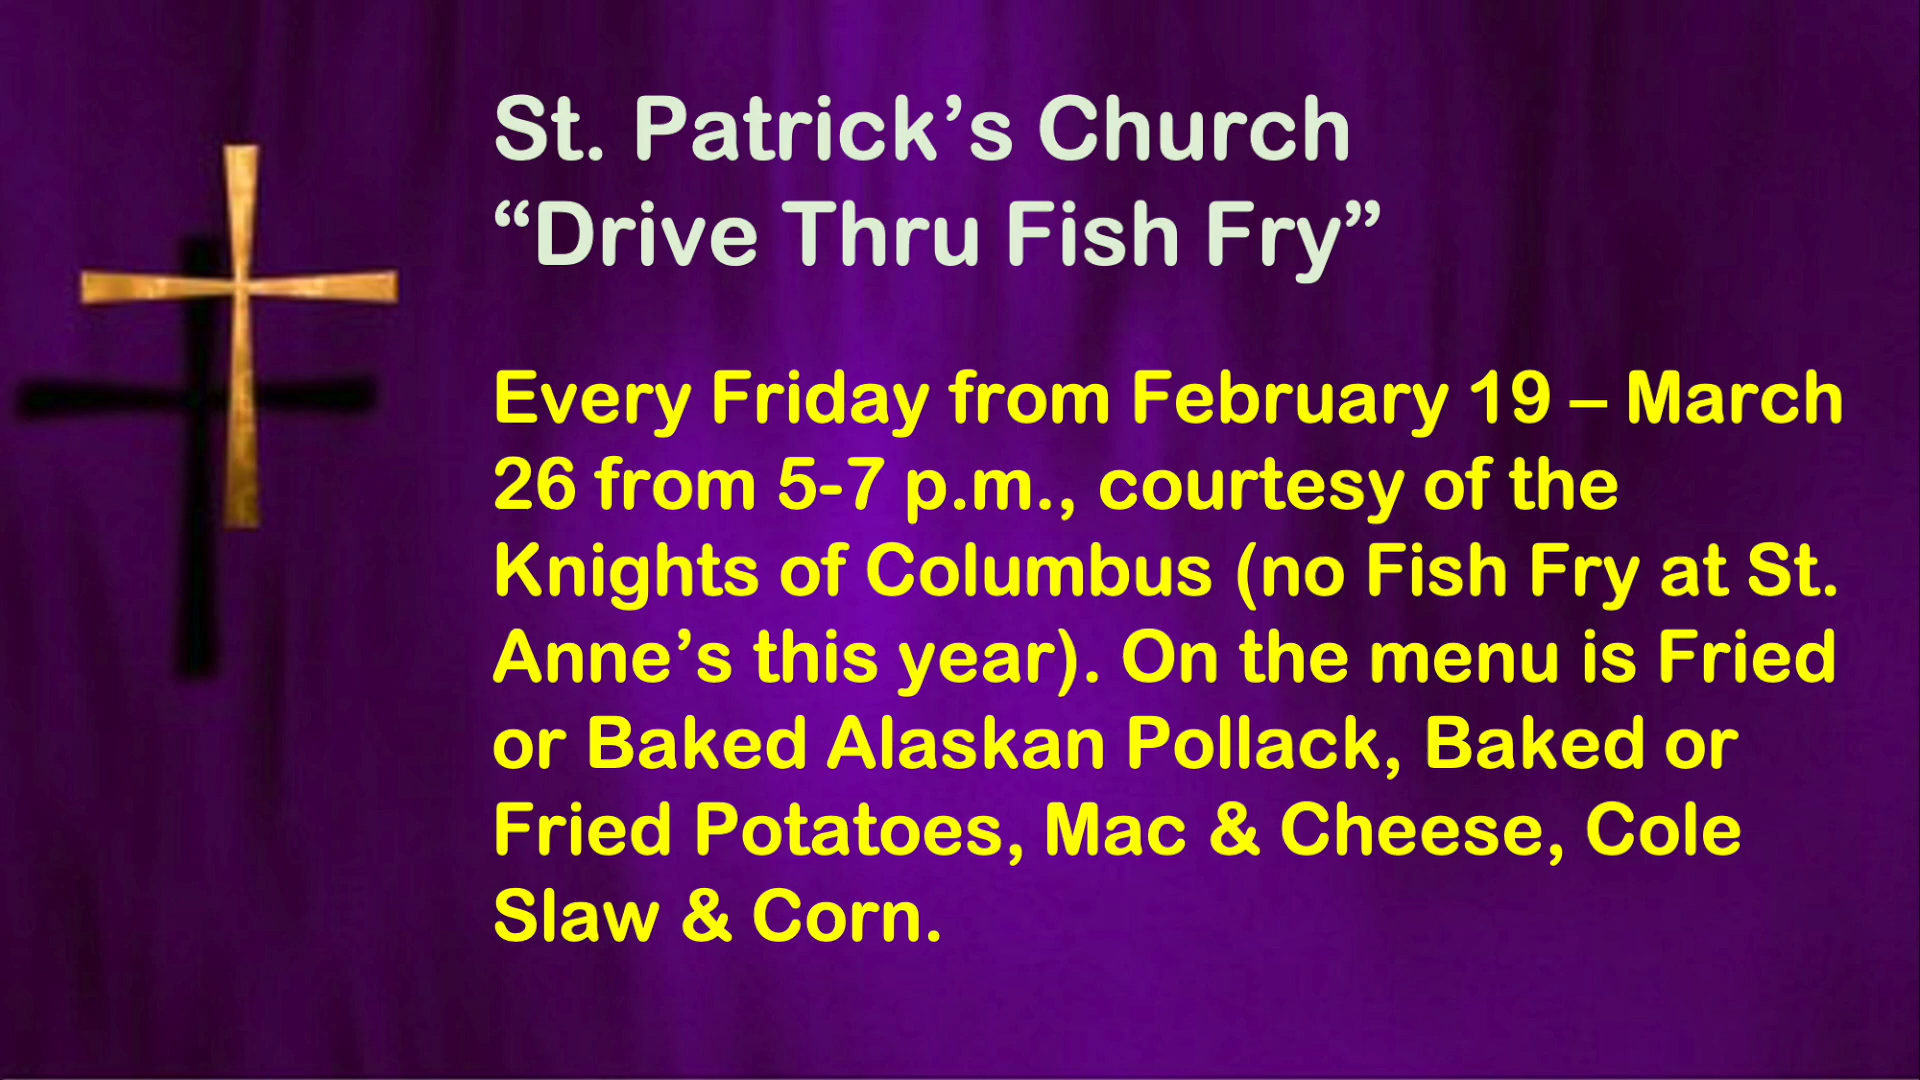 St. Patrick’s Church
“Drive Thru Fish Fry”
Every Friday from February 19 – March
26 from 5-7 p.m., courtesy of the
Knights of Columbus (no Fish Fry at St.
Anne’s this year). On the menu is Fried
or Baked Alaskan Pollack, Baked or
Fried Potatoes, Mac & Cheese, Cole
Slaw & Corn.